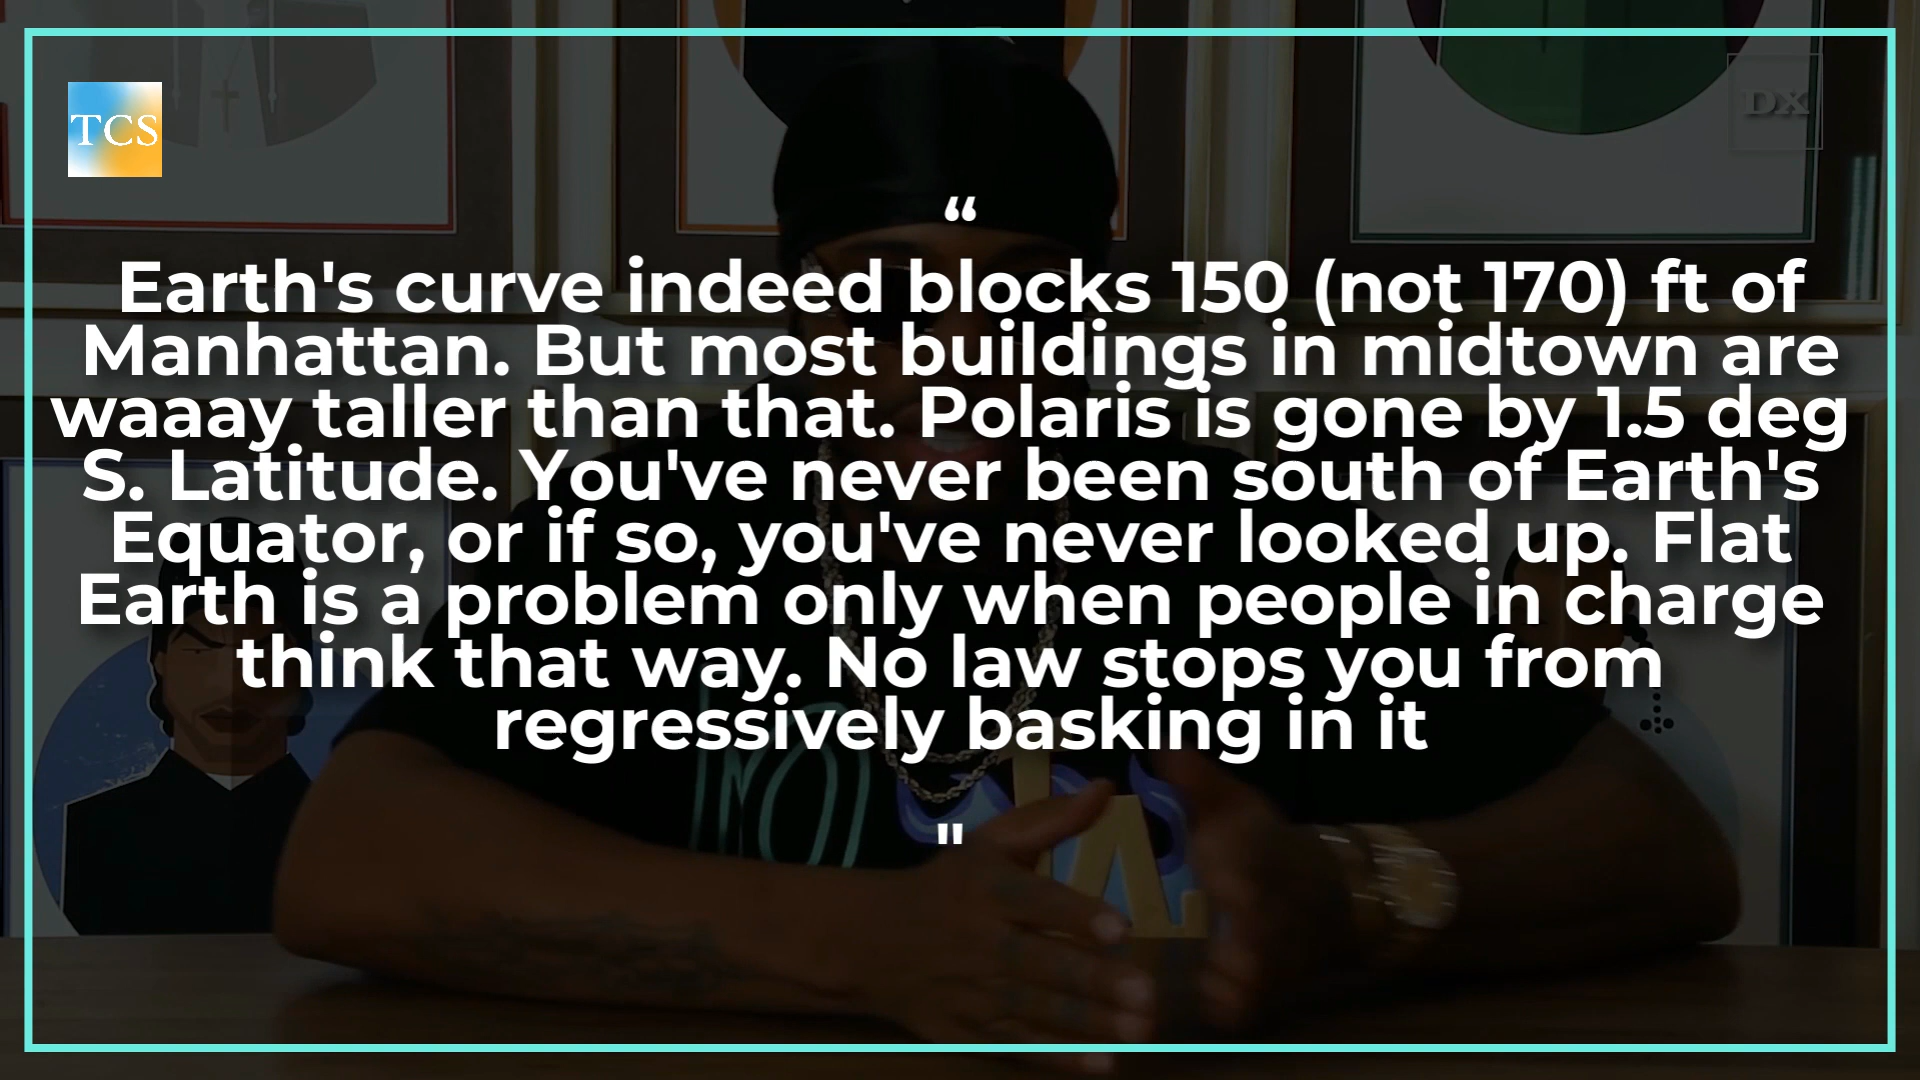 TCS
DX
“
Earth's curve indeed blocks 150 (not 170) ft of
Manhattan. But most buildings in midtown are
waaay taller than that. Polaris is gone by 1.5 deg
S. Latitude. You've never been south of Earth's
Equator, or if so, you've never looked up. Flat
Earth is a problem only when people in charge
think that way. No law stops you from
regressively basking in it
"
LA